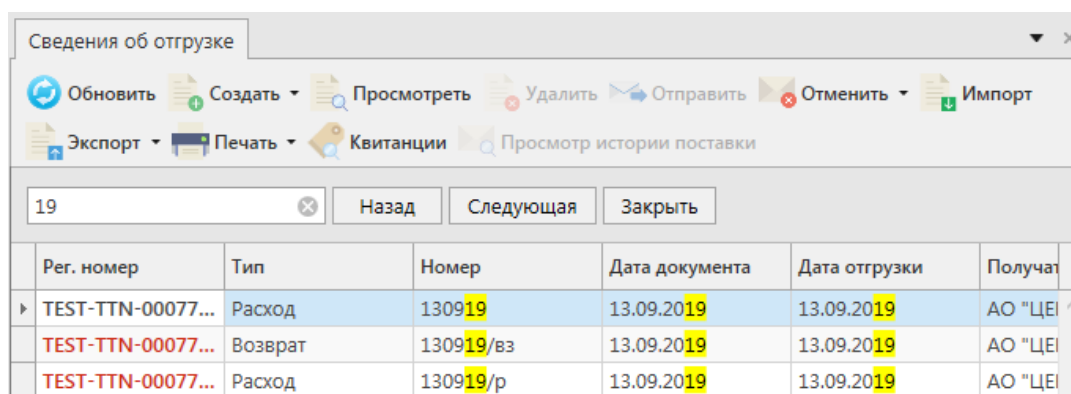 Сведения об отгрузке
Обновить Создать Просмотреть Удалить Отправить Отменить Импорт
Экспорт Печать Квитанции Просмотр истории поставки
19 Назад Следующая Закрыть
Рег. номер Тип Номер Дата документа Дата отгрузки Получат
TEST-TTN-00077... Расход 130919 13.09.2019 13.09.2019 АО "ЦЕ
TEST-TTN-00077... Возврат 130919/вз 13.09.2019 13.09.2019 АО "ЦЕ
TEST-TTN-00077... Расход 130919/р 13.09.2019 13.09.2019 АО "ЦЕ